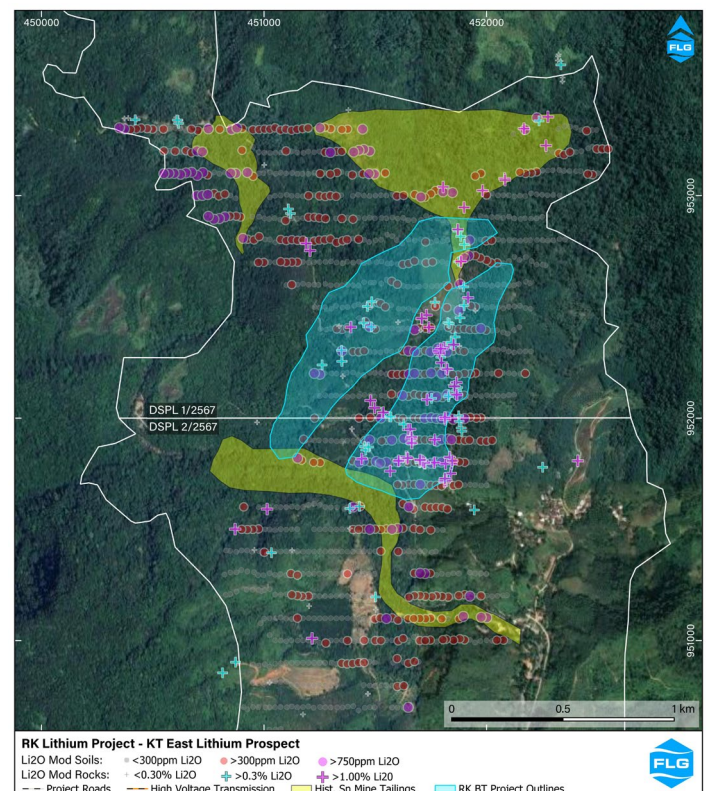 450000 451000 452000
FLG
953000
DSPL 1/2567
DSPL 2/2567
952000
951000
0 0.5 1 km
RK Lithium Project - KT East Lithium Prospect
Li2O Mod Soils: <300ppm Li2O >300ppm Li2O >750ppm Li2O
Li2O Mod Rocks: <0.30% Li2O >0.3% Li2O >1.00% Li20
FLG
Project Roads High Voltage Transmission Hist. Sn Mine Tailings RK BT Project Outlines